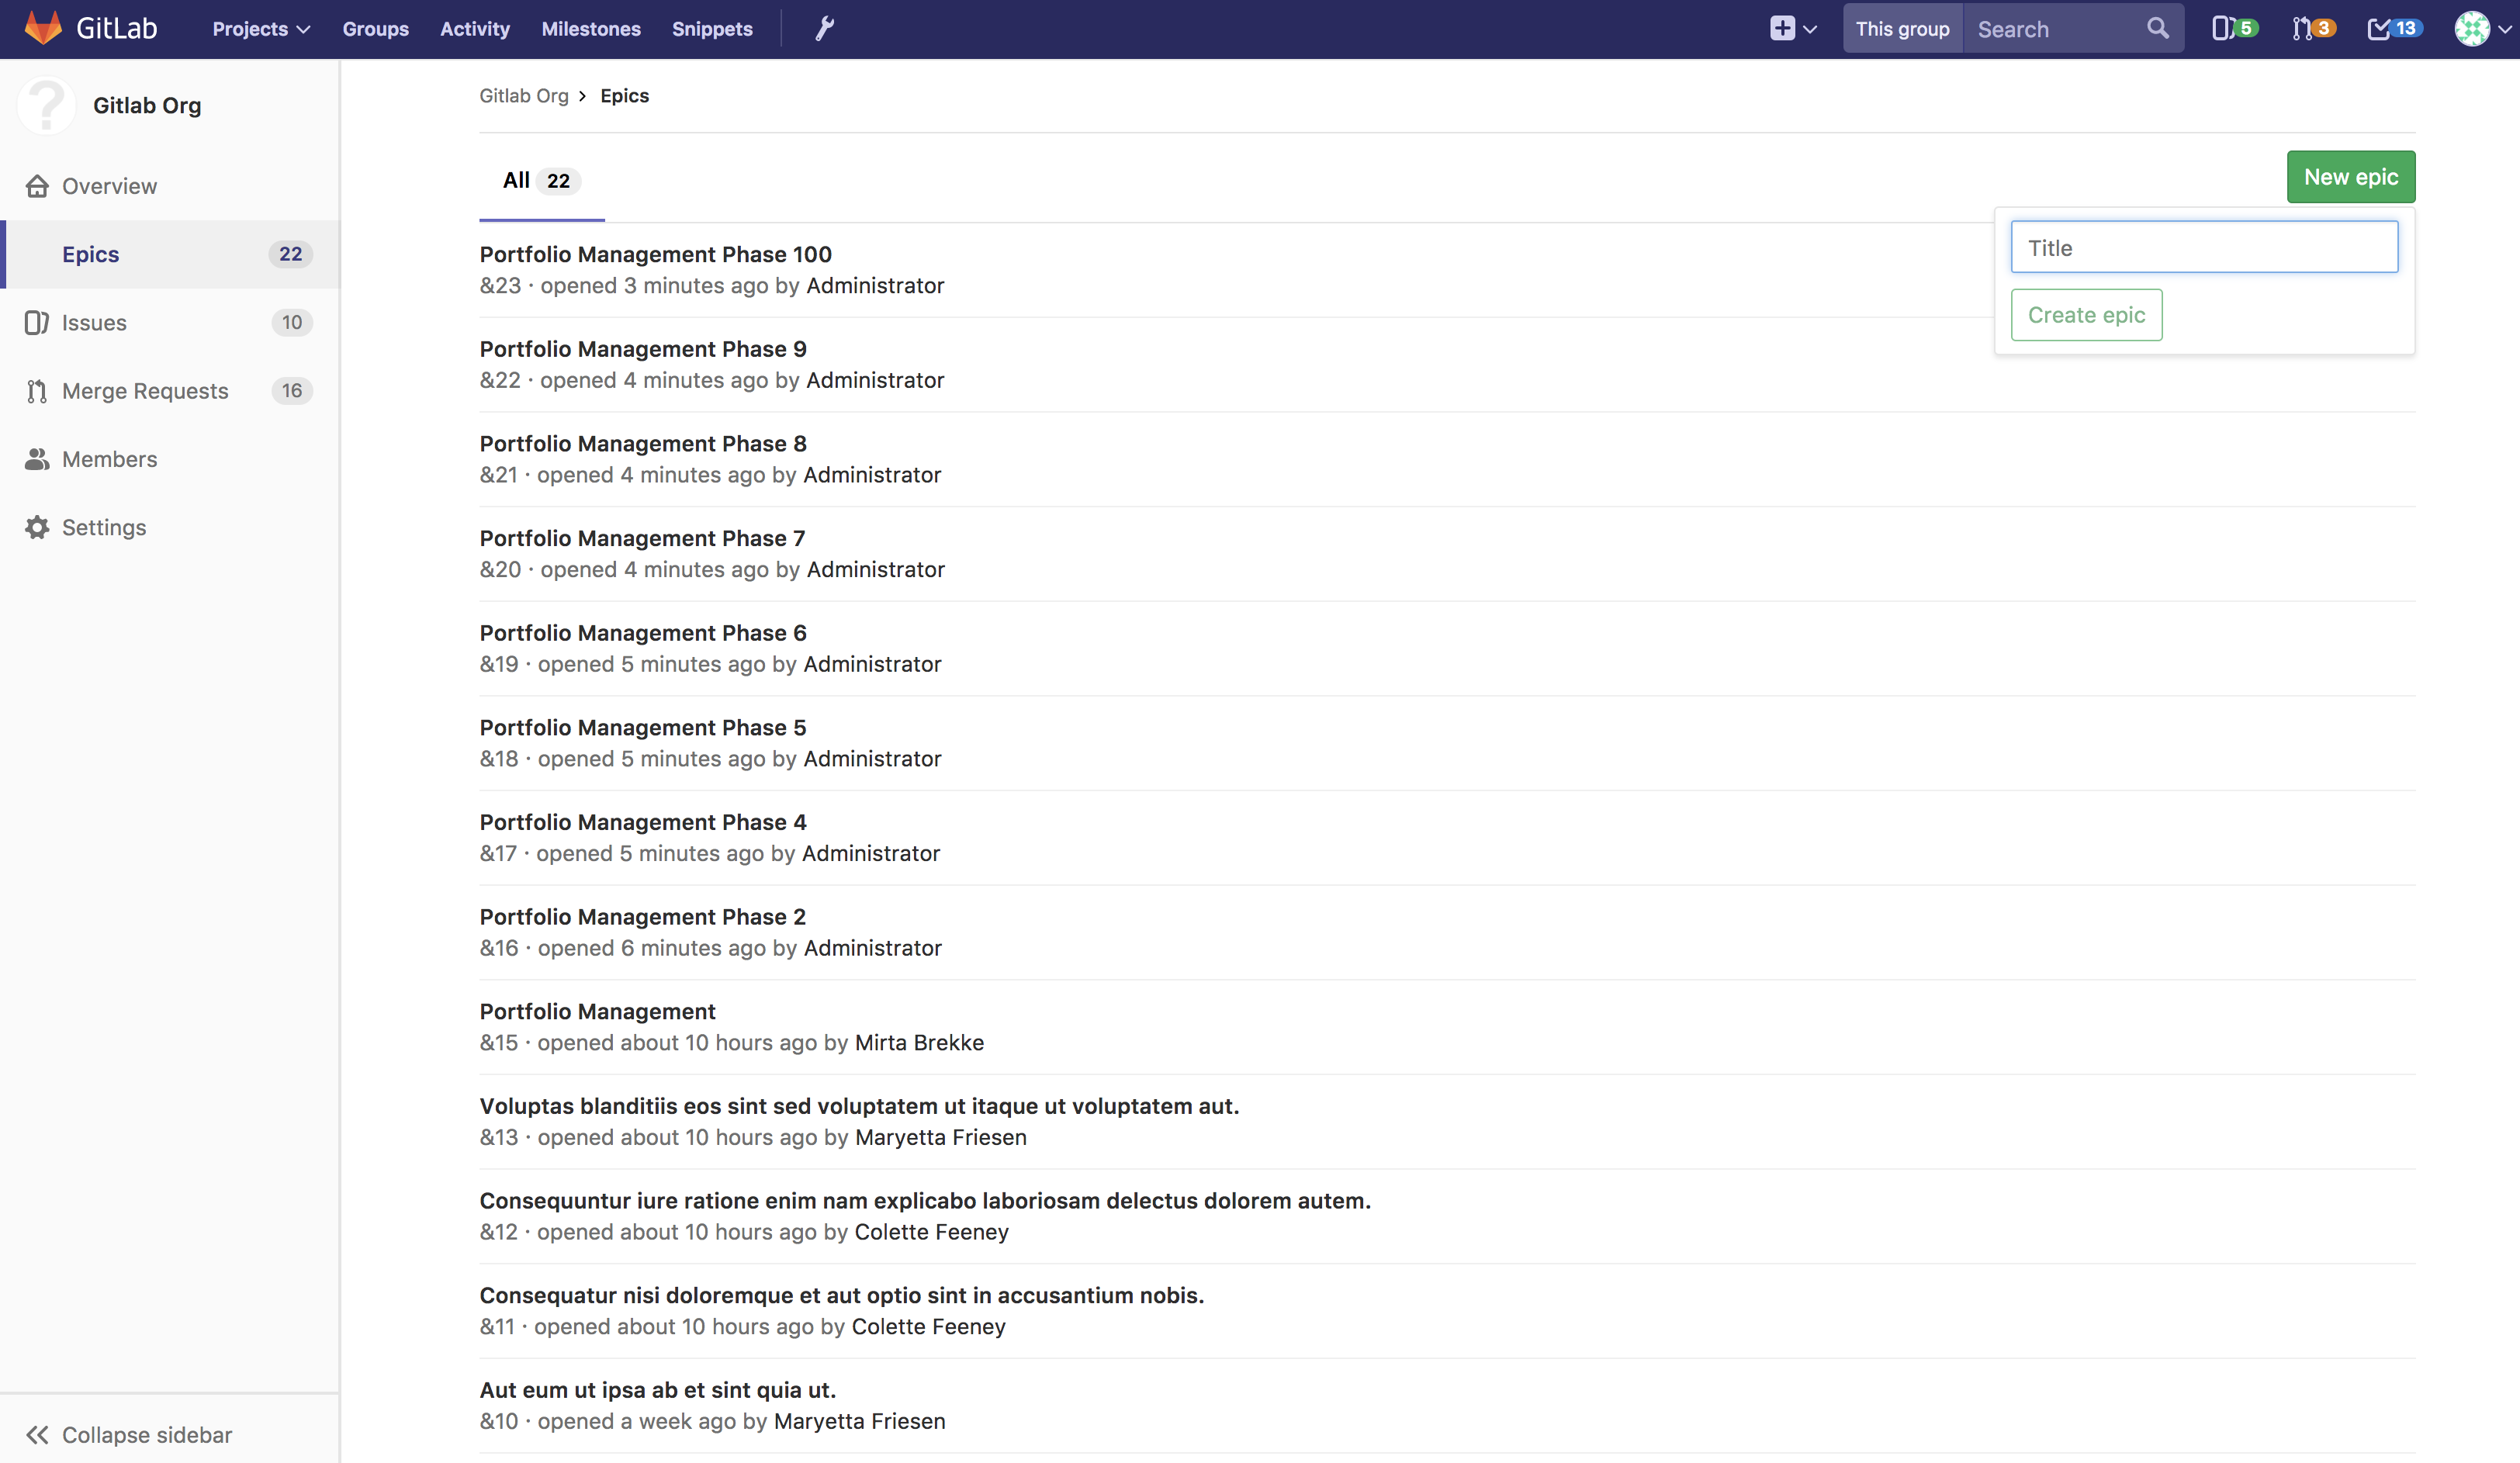 GitLab Projects Groups Activity Milestones Snippets This group Search 5 3 13
Gitlab Org
Overview
Epics 22
Issues 10
Merge Requests 16
Members
Settings
Collapse sidebar
Gitlab Org > Epics
All 22
New epic
Title
Create epic
Portfolio Management Phase 100
&23 · opened 3 minutes ago by Administrator
Portfolio Management Phase 9
&22 · opened 4 minutes ago by Administrator
Portfolio Management Phase 8
&21 · opened 4 minutes ago by Administrator
Portfolio Management Phase 7
&20 · opened 4 minutes ago by Administrator
Portfolio Management Phase 6
&19 · opened 5 minutes ago by Administrator
Portfolio Management Phase 5
&18 · opened 5 minutes ago by Administrator
Portfolio Management Phase 4
&17 · opened 5 minutes ago by Administrator
Portfolio Management Phase 2
&16 · opened 6 minutes ago by Administrator
Portfolio Management
&15 · opened about 10 hours ago by Mirta Brekke
Voluptas blanditiis eos sint sed voluptatem ut itaque ut voluptatem aut.
&13 · opened about 10 hours ago by Maryetta Friesen
Consequuntur iure ratione enim nam explicabo laboriosam delectus dolorem autem.
&12 · opened about 10 hours ago by Colette Feeney
Consequatur nisi doloremque et aut optio sint in accusantium nobis.
&11 · opened about 10 hours ago by Colette Feeney
Aut eum ut ipsa ab et sint quia ut.
&10 · opened a week ago by Maryetta Friesen